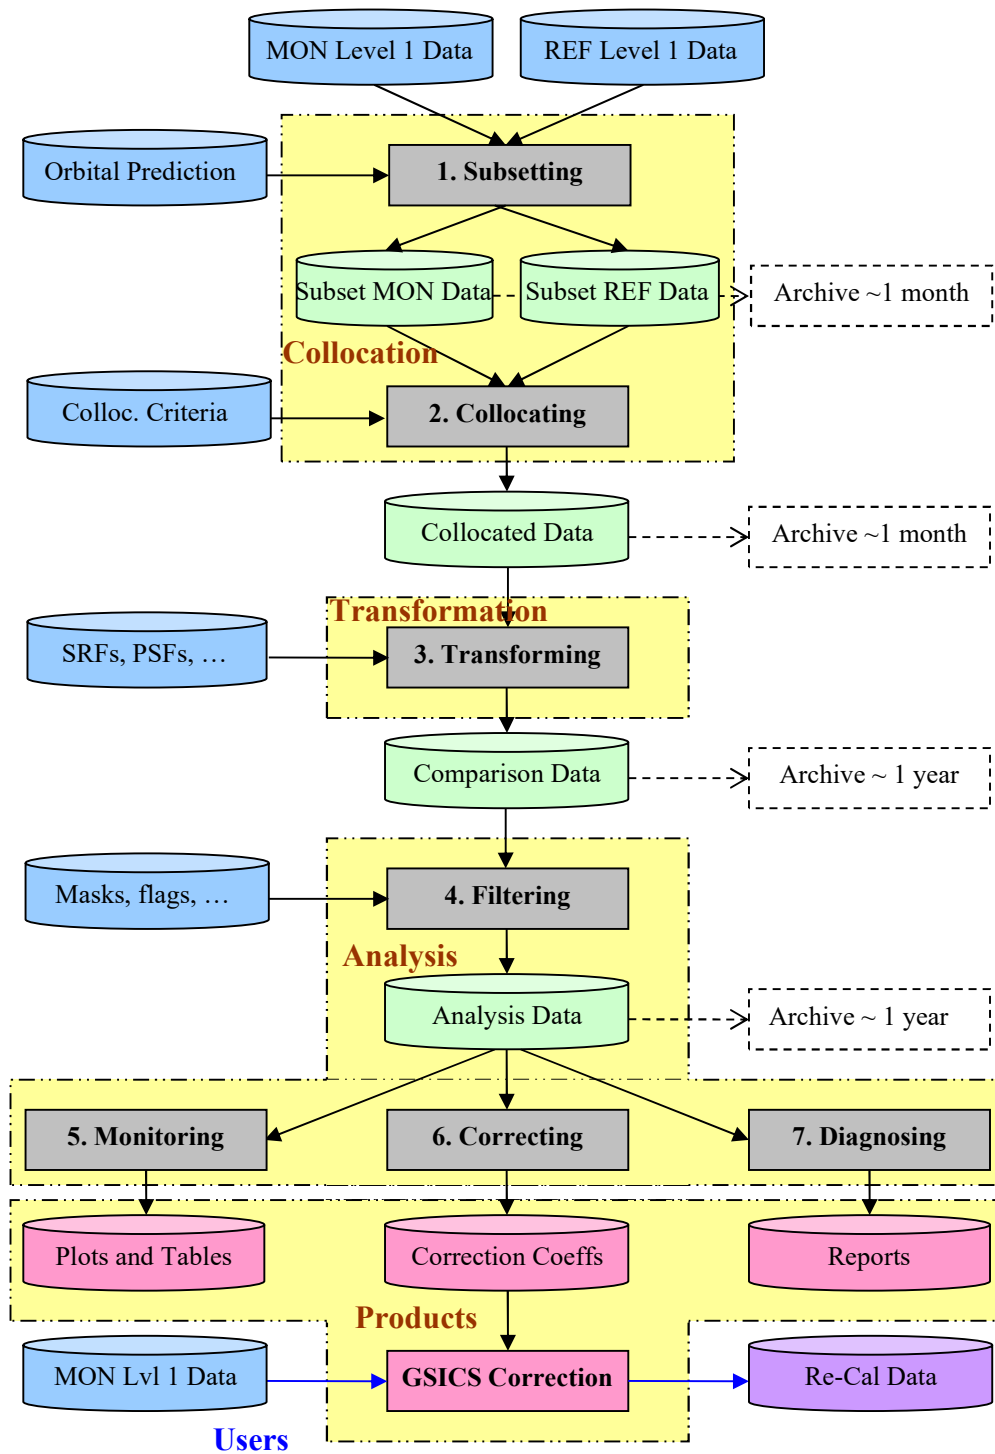 MON Level 1 Data
REF Level 1 Data
Orbital Prediction
1. Subsetting
Subset MON Data
Subset REF Data
Archive ~1 month
Collocation
Colloc. Criteria
2. Collocating
Collocated Data
Archive ~1 month
Transformation
SRFs, PSFs, …
3. Transforming
Comparison Data
Archive ~ 1 year
Masks, flags, …
4. Filtering
Analysis
Analysis Data
Archive ~ 1 year
5. Monitoring
6. Correcting
7. Diagnosing
Plots and Tables
Correction Coeffs
Reports
Products
MON Lvl 1 Data
GSICS Correction
Re-Cal Data
Users